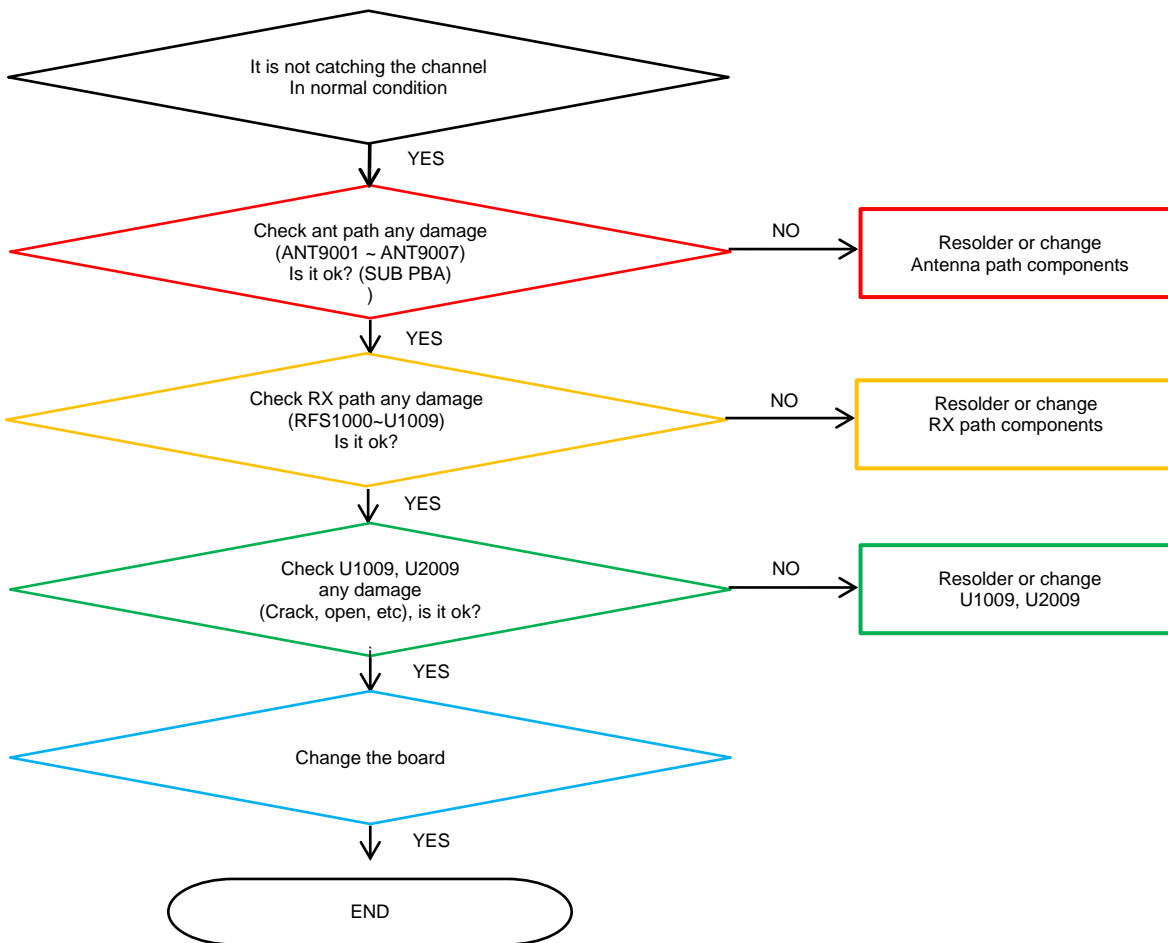 It is not catching the channel
In normal condition
YES
Check ant path any damage
(ANT9001 ~ ANT9007)
Is it ok? (SUB PBA)
)
NO
Resolder or change
Antenna path components
YES
Check RX path any damage
(RFS1000~U1009)
Is it ok?
NO
Resolder or change
RX path components
YES
Check U1009, U2009
any damage
(Crack, open, etc), is it ok?
;
NO
Resolder or change
U1009, U2009
YES
Change the board
YES
END